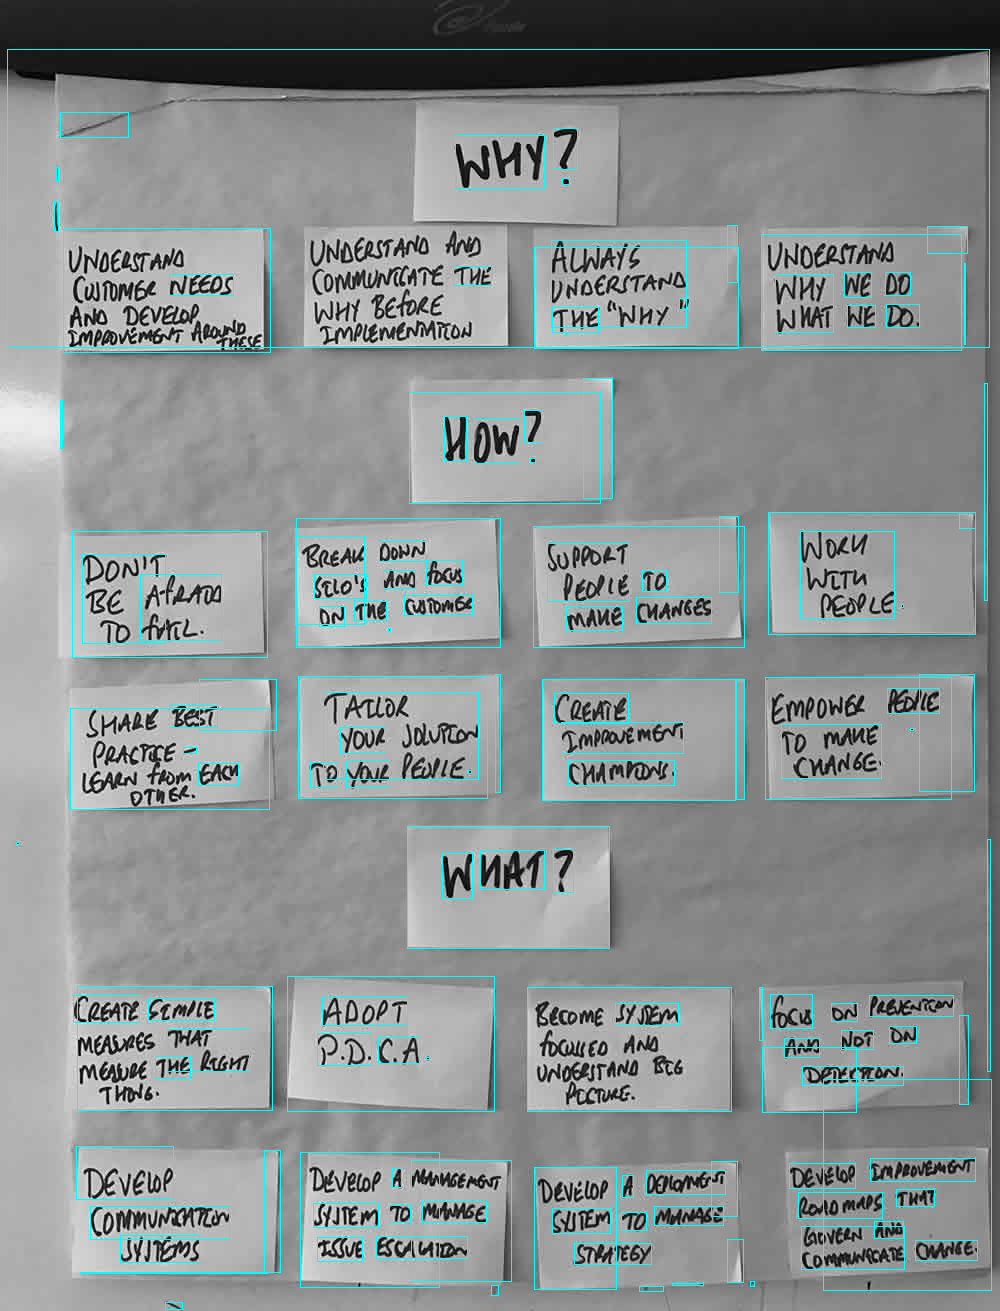 WHY?
UNDERSTAND
CUSTOMER NEEDS
AND DEVELOP
IMPROVEMENT AROUND
THESE
UNDERSTAND AND
COMMUNICATE THE
WHY BEFORE
IMPLEMENTATION
ALWAYS
UNDERSTAND
THE "WHY"
UNDERSTAND
WHY WE DO
WHAT WE DO.
HOW?
DON'T
BE AFRAID
TO FAIL.
BREAK DOWN
SILO'S AND FOCUS
ON THE CUSTOMER
SUPPORT
PEOPLE TO
MAKE CHANGES
WORK
WITH
PEOPLE
SHARE BEST
PRACTICE -
LEARN from EACH
OTHER.
TAILOR
YOUR SOLUTION
TO YOUR PEOPLE.
CREATE
IMPROVEMENT
CHAMPIONS.
EMPOWER PEOPLE
TO MAKE
CHANGE.
WHAT?
CREATE SIMPLE
MEASURES THAT
MEASURE THE RIGHT
THING.
ADOPT
P.D.C.A.
BECOME SYSTEM
FOCUSED AND
UNDERSTAND BIG
PICTURE.
FOCUS ON PREVENTION
AND NOT ON
DETECTION.
DEVELOP
COMMUNICATION
SYSTEMS
DEVELOP A MANAGEMENT
SYSTEM TO MANAGE
ISSUE ESCALATION
DEVELOP A DEPLOYMENT
SYSTEM TO MANAGE
STRATEGY
DEVELOP IMPROVEMENT
ROADMAPS THAT
GOVERN AND
COMMUNICATE CHANGE.